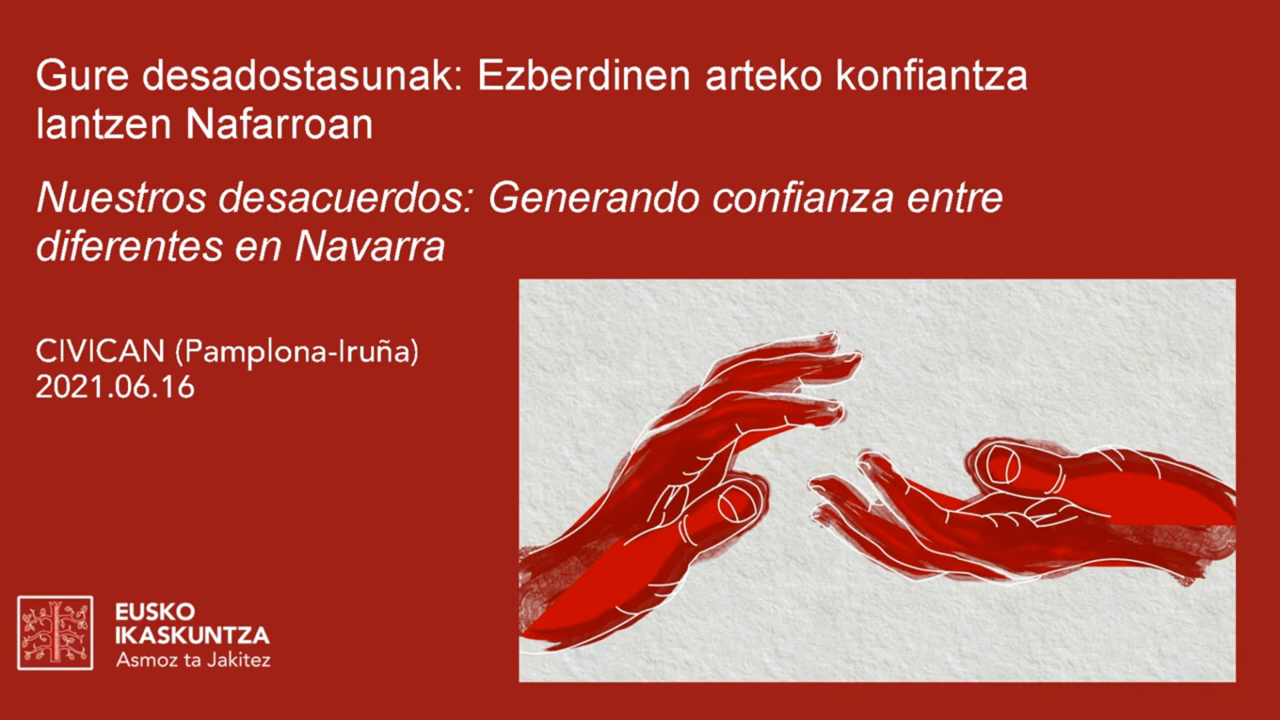 Gure desadostasunak: Ezberdinen arteko konfiantza
lantzen Nafarroan
Nuestros desacuerdos: Generando confianza entre
diferentes en Navarra
CIVICAN (Pamplona-Iruña)
2021.06.16
EUSKO
IKASKUNTZA
Asmoz ta Jakitez